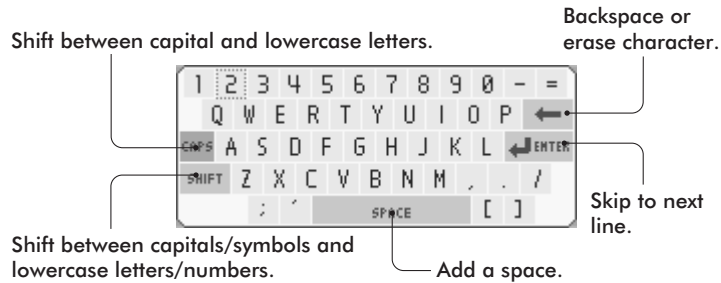 Backspace or
erase character.
Shift between capital and lowercase letters.
1 2 3 4 5 6 7 8 9 0 - =
Q W E R T Y U I O P
CAPS A S D F G H J K L ENTER
SHIFT Z X C V B N M , . /
; ´ SPACE [ ]
Skip to next
line.
Shift between capitals/symbols and
lowercase letters/numbers.
Add a space.